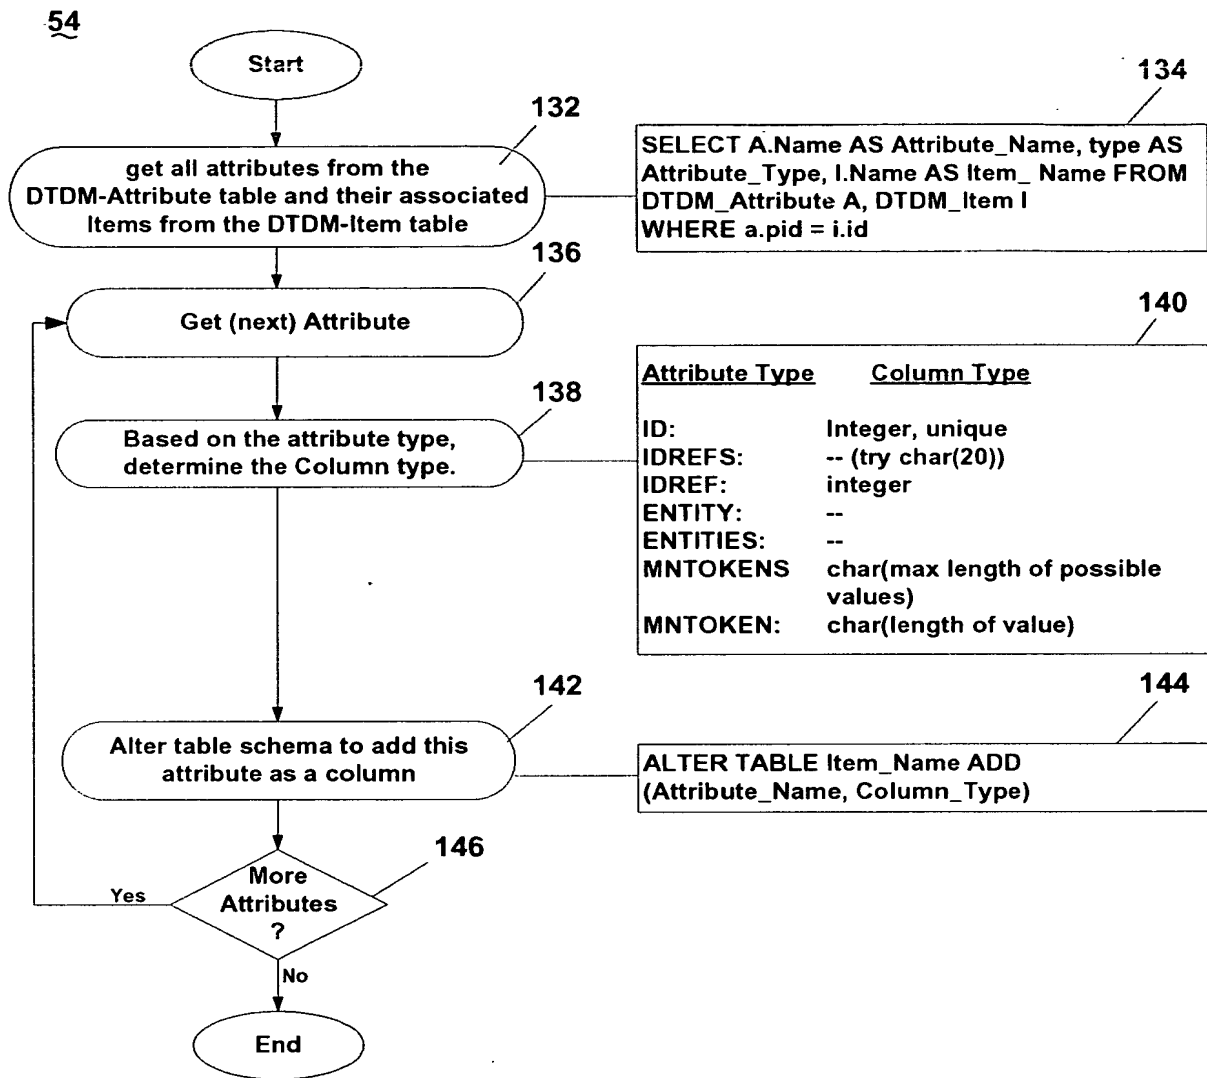 54
Start
132
get all attributes from the
DTDM-Attribute table and their associated
Items from the DTDM-Item table
134
SELECT A.Name AS Attribute_Name, type AS
Attribute_Type, I.Name AS Item_ Name FROM
DTDM_Attribute A, DTDM_Item I
WHERE a.pid = i.id
136
Get (next) Attribute
138
Based on the attribute type,
determine the Column type.
140
Attribute Type Column Type
ID: Integer, unique
IDREFS: -- (try char(20))
IDREF: integer
ENTITY: --
ENTITIES: --
MNTOKENS char(max length of possible
values)
MNTOKEN: char(length of value)
142
Alter table schema to add this
attribute as a column
144
ALTER TABLE Item_Name ADD
(Attribute_Name, Column_Type)
146
More
Attributes
?
Yes
No
End